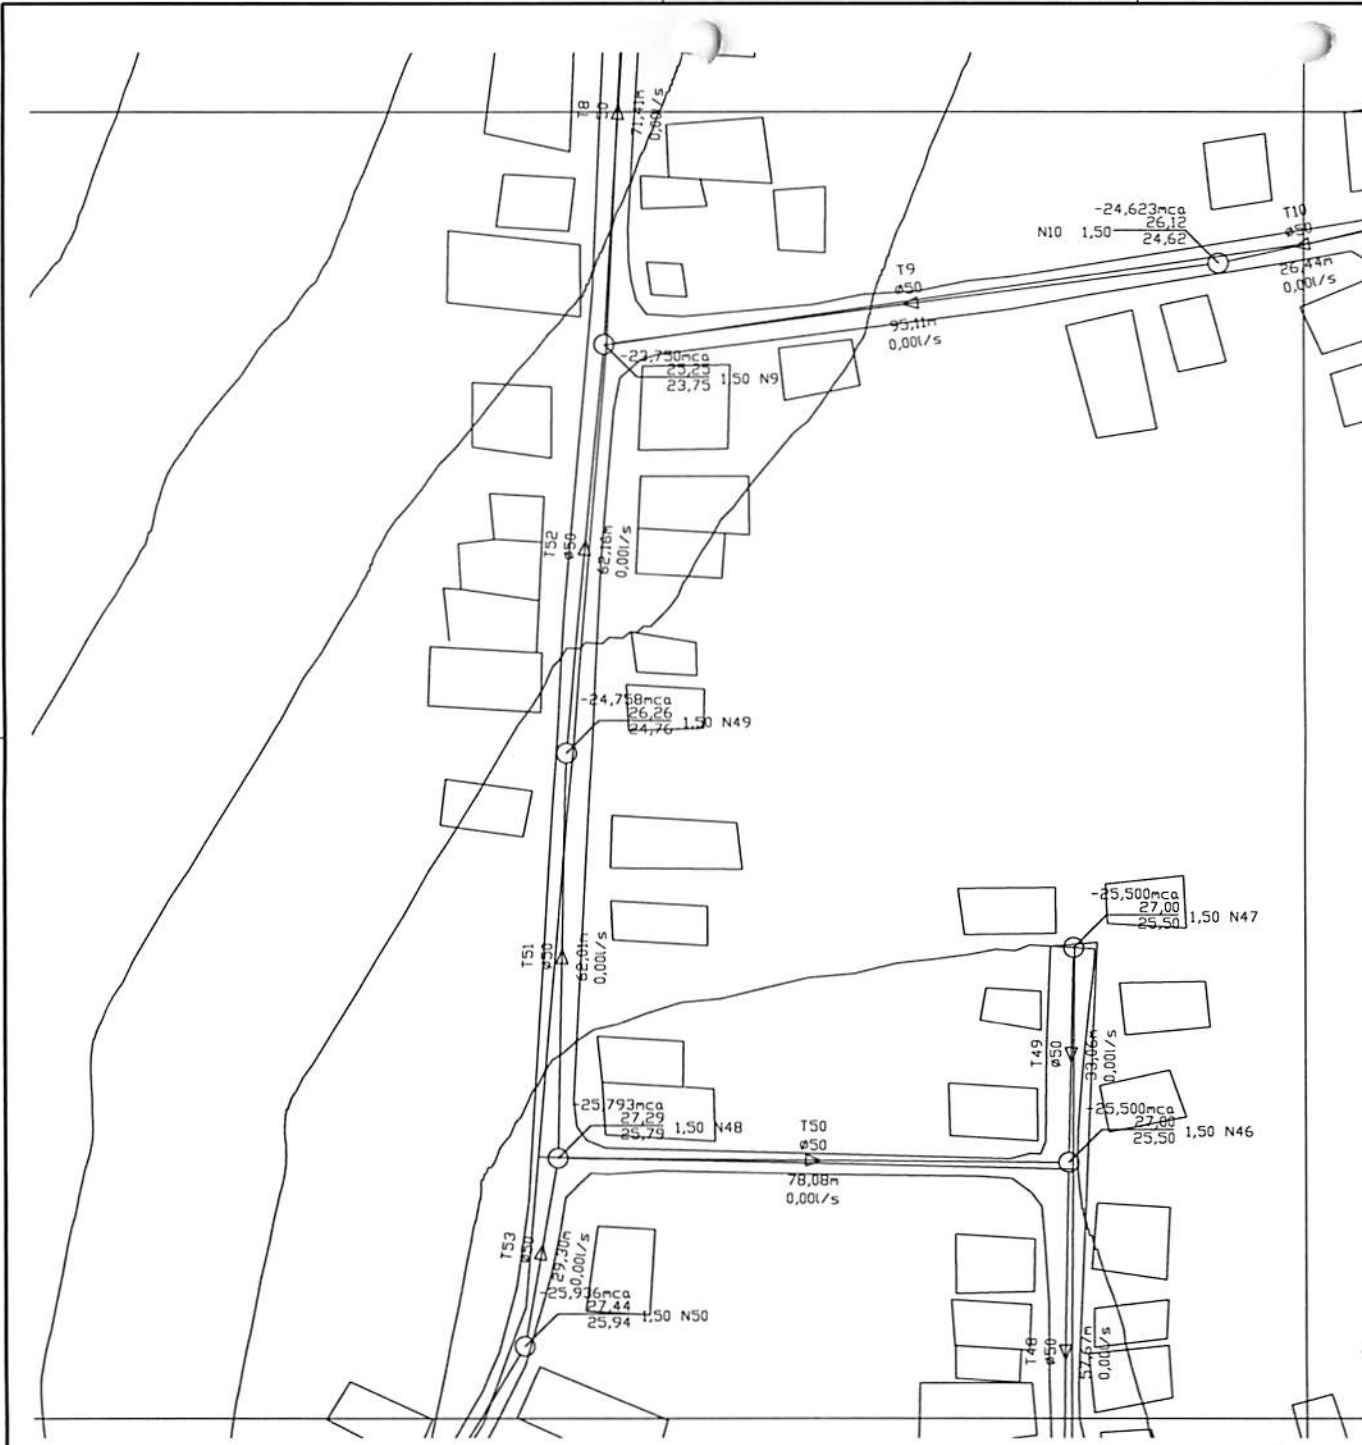 T8
50
71,41m
0,00l/s
-24,623mca
26,12
N10 1,50
24,62
T10
ø50
26,44m
0,00l/s
T9
ø50
95,11m
0,00l/s
-23,750mca
25,25
1,50 N9
23,75
T52
ø50
62,16m
0,00l/s
-24,758mca
26,26
1,50 N49
24,76
-25,500mca
27,00
1,50 N47
25,50
T51
ø50
62,01m
0,00l/s
T49
ø50
33,06m
0,00l/s
-25,793mca
27,29
1,50 N48
25,79
T50
ø50
78,08m
0,00l/s
-25,500mca
27,00
1,50 N46
25,50
T53
ø50
29,30m
0,00l/s
-25,936mca
27,44
1,50 N50
25,94
T48
ø50
57,67m
0,00l/s